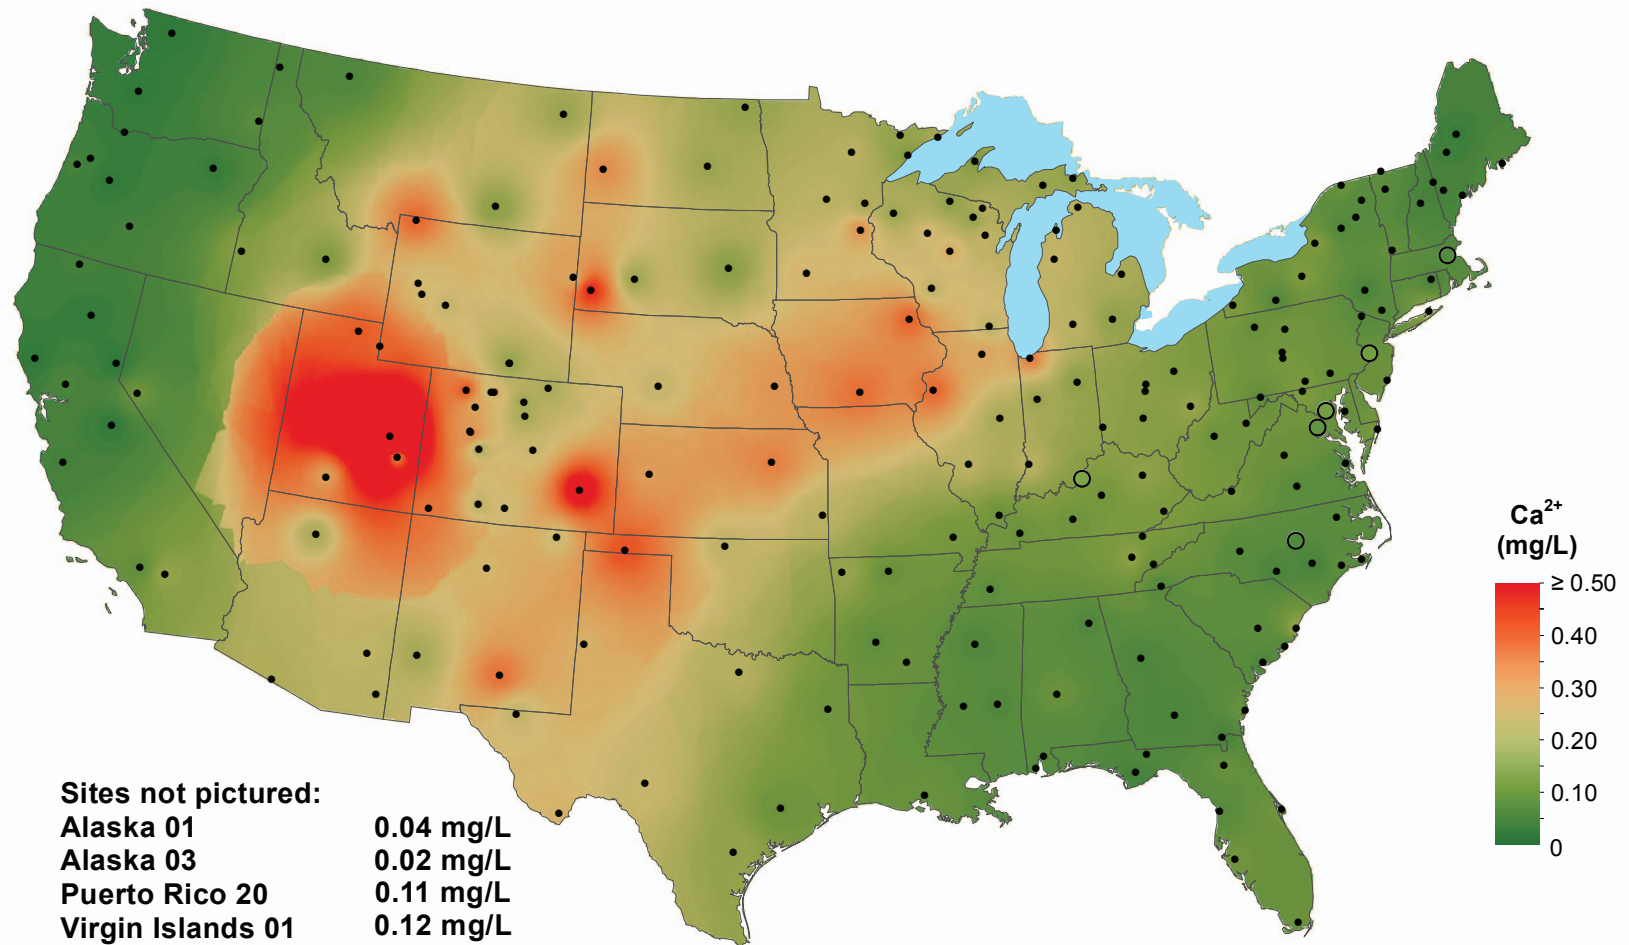 Ca²⁺
(mg/L)
≥ 0.50
0.40
0.30
0.20
0.10
0
Sites not pictured:
Alaska 01 0.04 mg/L
Alaska 03 0.02 mg/L
Puerto Rico 20 0.11 mg/L
Virgin Islands 01 0.12 mg/L